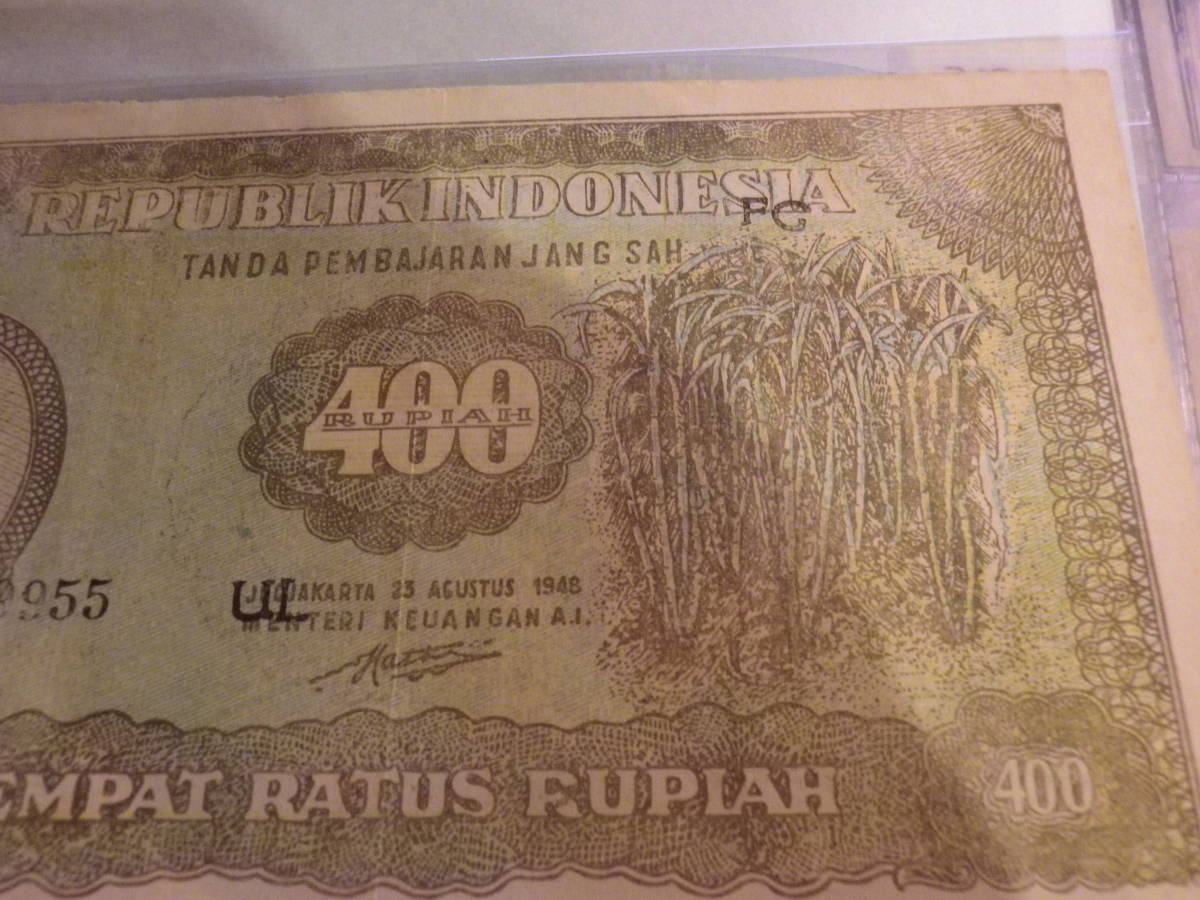 REPUBLIK INDONESIA
FC
TANDA PEMBAJARAN JANG SAH
400
RUPIAH
955
UL
JOGJAKARTA 23 AGUSTUS 1948
MENTERI KEUANGAN A.I.
EMPAT RATUS RUPIAH
400